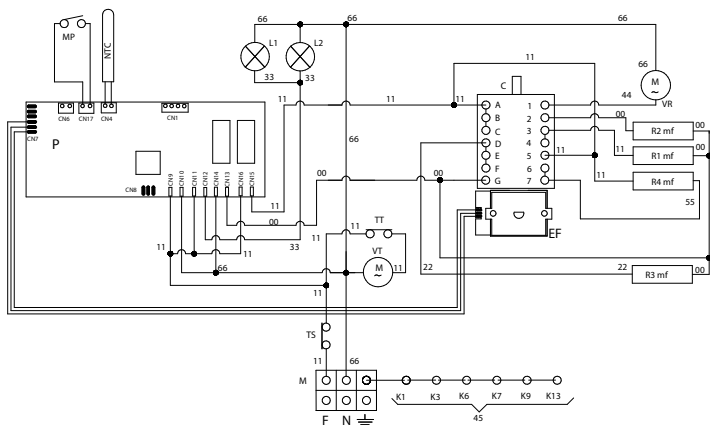 66
66
66
MP
NTC
L1
L2
33
33
11
M
~
VR
44
CN6
CN17
CN4
CN1
CN7
P
11
11
11
C
A
B
C
D
E
F
G
1
2
3
4
5
6
7
00
R2 mf
00
11
R1 mf
00
11
11
R4 mf
55
66
CN8
CN9
CN10
CN11
CN12
CN14
CN13
CN16
CN15
00
00
00
EF
11
33
11
11
TT
VT
M
~
11
66
11
22
22
R3 mf
00
TS
11
66
M
K1
K3
K6
K7
K9
K13
45
F
N